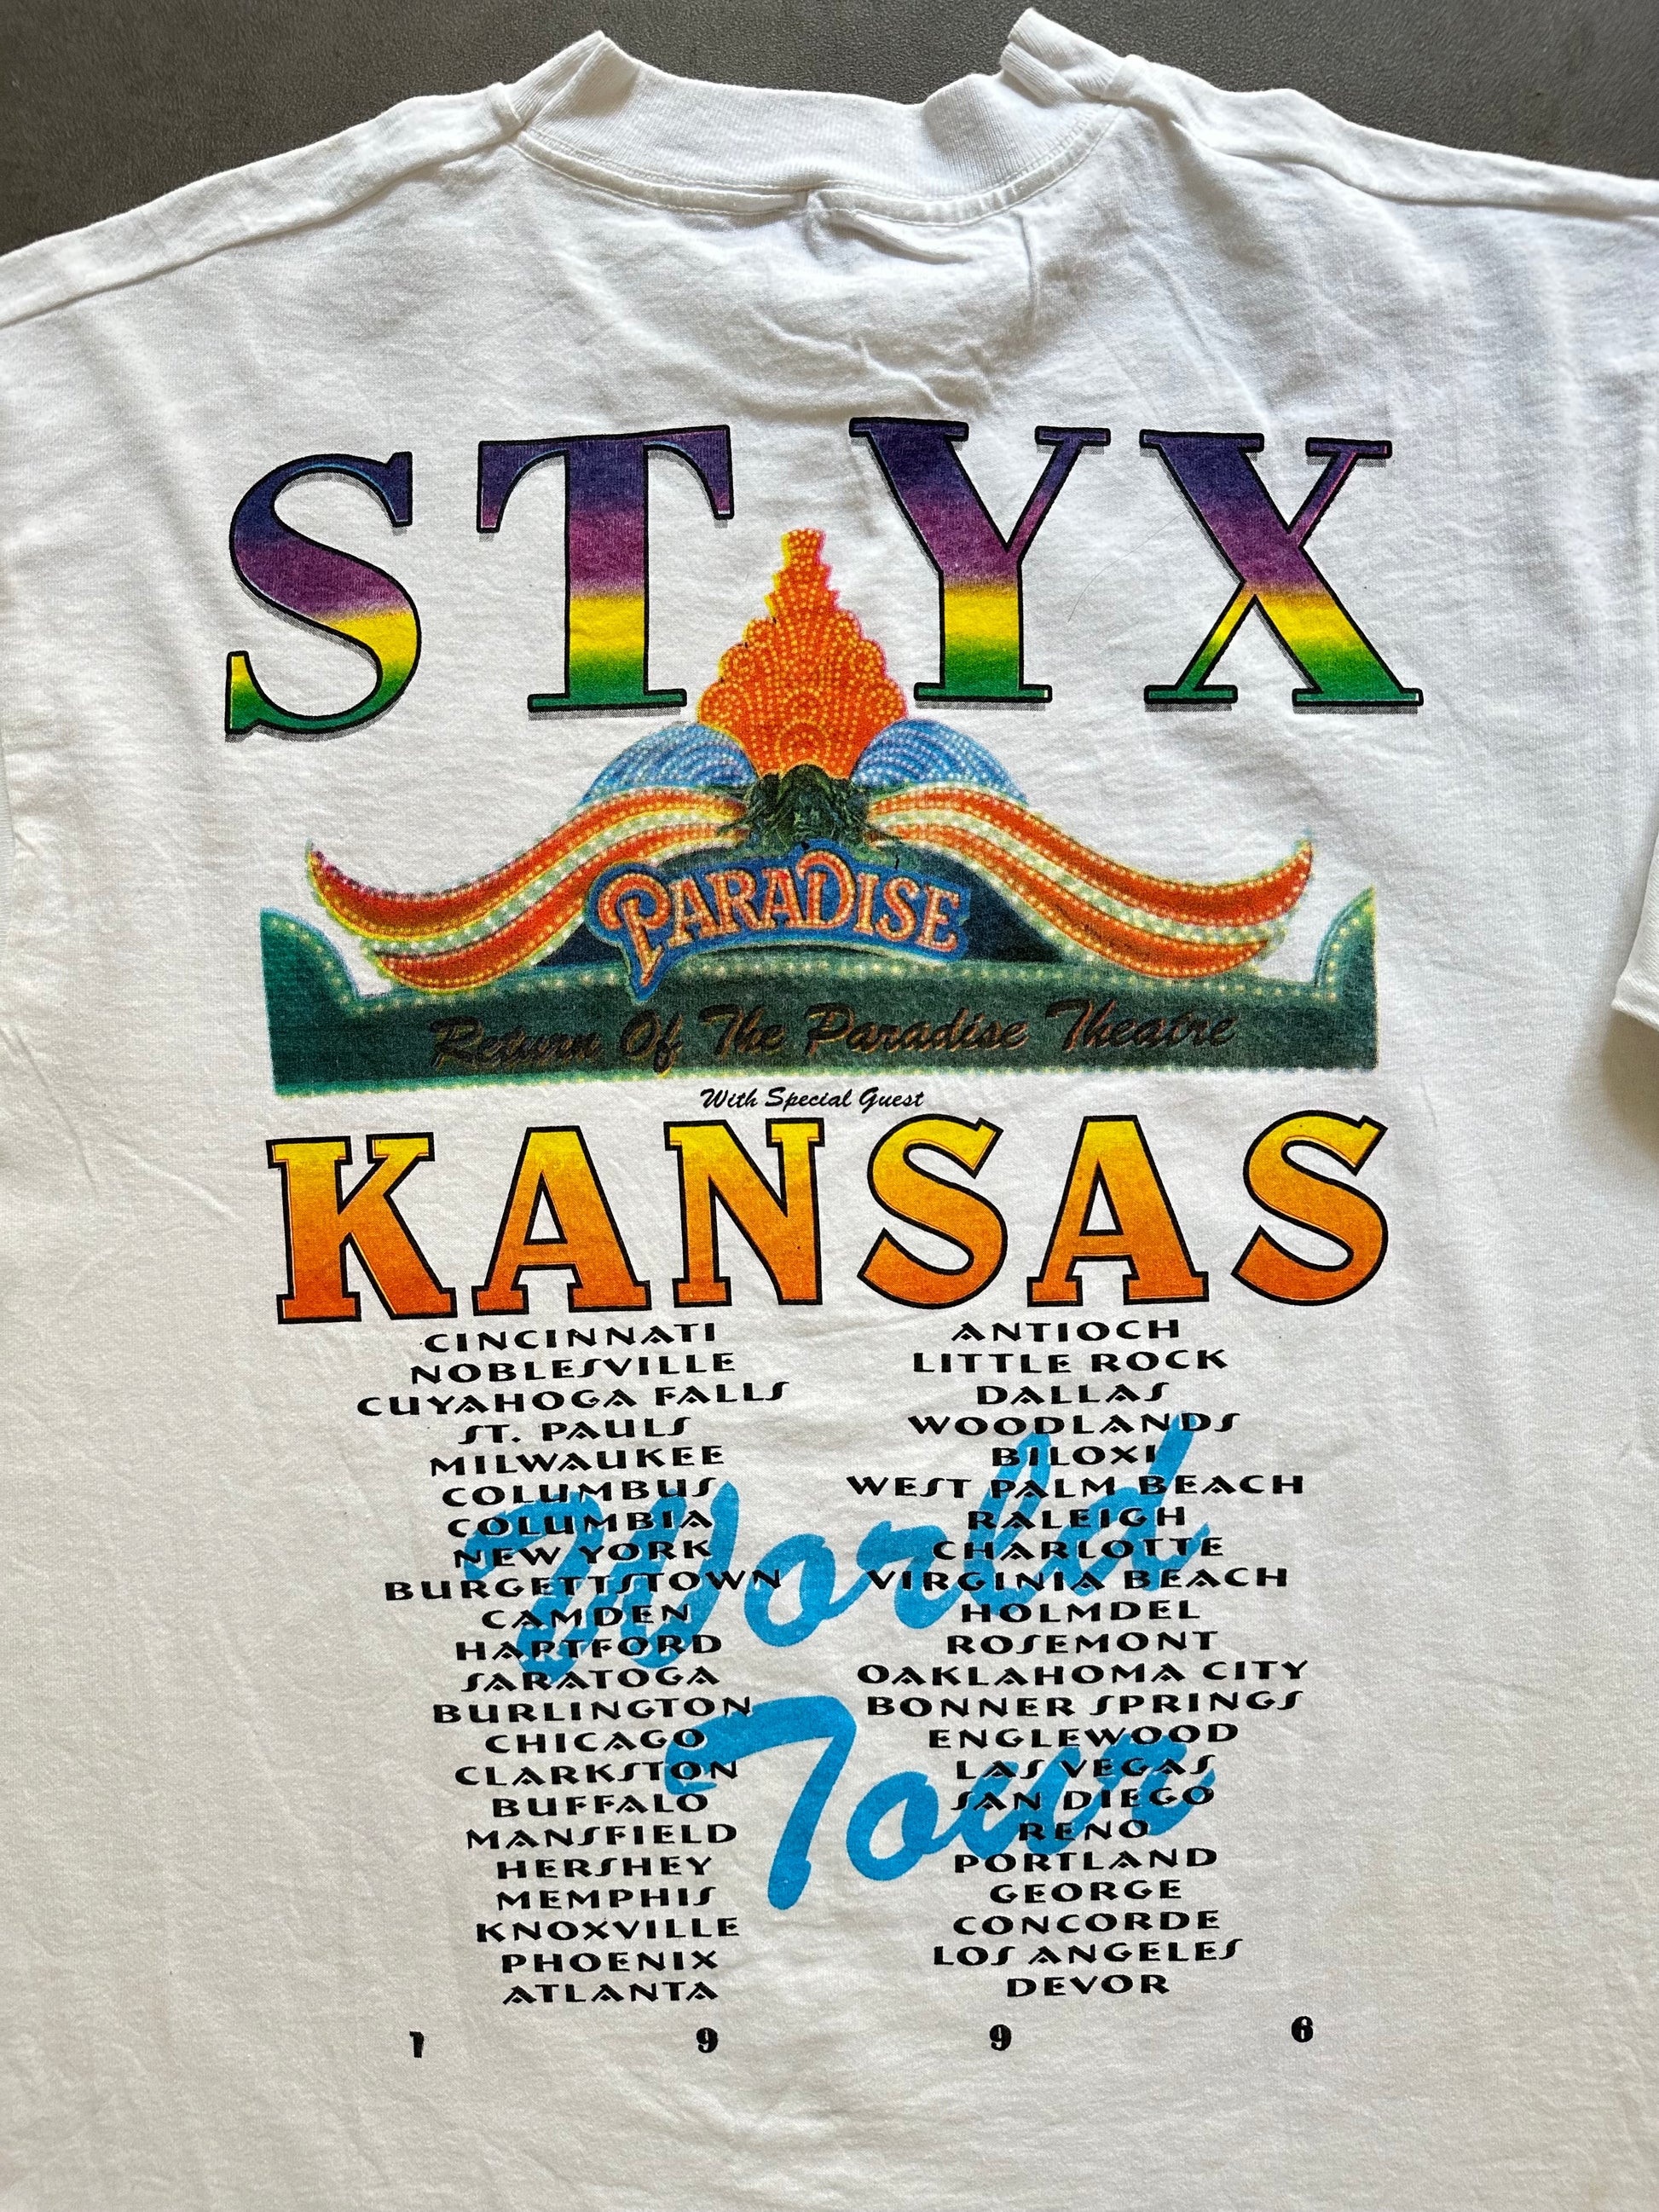 STYX
PARADISE
Return Of The Paradise Theatre
With Special Guest
KANSAS
CINCINNATI
NOBLESVILLE
CUYAHOGA FALLS
ST. PAULS
MILWAUKEE
COLUMBUS
COLUMBIA
NEW YORK
BURGETTSTOWN
CAMDEN
HARTFORD
SARATOGA
BURLINGTON
CHICAGO
CLARKSTON
BUFFALO
MANSFIELD
HERSHEY
MEMPHIS
KNOXVILLE
PHOENIX
ATLANTA
ANTIOCH
LITTLE ROCK
DALLAS
WOODLANDS
BILOXI
WEST PALM BEACH
RALEIGH
CHARLOTTE
VIRGINIA BEACH
HOLMDEL
ROSEMONT
OAKLAHOMA CITY
BONNER SPRINGS
ENGLEWOOD
LAS VEGAS
SAN DIEGO
RENO
PORTLAND
GEORGE
CONCORDE
LOS ANGELES
DEVOR
World
Tour
1 9 9 6